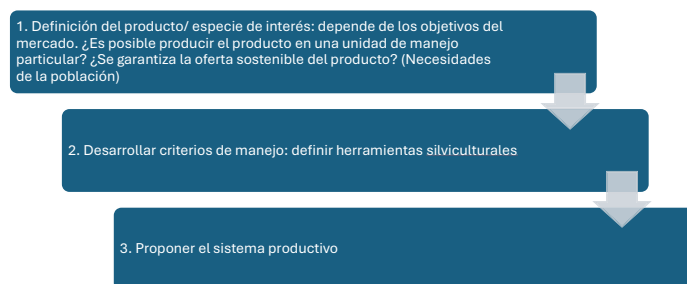 1. Definición del producto/ especie de interés: depende de los objetivos del
mercado. ¿Es posible producir el producto en una unidad de manejo
particular? ¿Se garantiza la oferta sostenible del producto? (Necesidades
de la población)
2. Desarrollar criterios de manejo: definir herramientas silviculturales
3. Proponer el sistema productivo